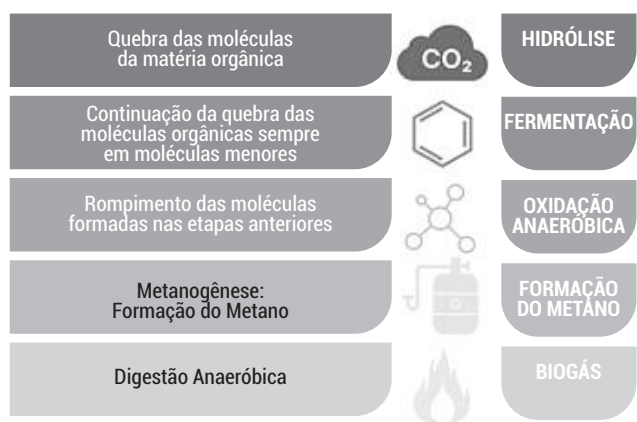 Quebra das moléculas
da matéria orgânica
CO₂
HIDRÓLISE
Continuação da quebra das
moléculas orgânicas sempre
em moléculas menores
FERMENTAÇÃO
Rompimento das moléculas
formadas nas etapas anteriores
OXIDAÇÃO
ANAERÓBICA
Metanogênese:
Formação do Metano
FORMAÇÃO
DO METANO
Digestão Anaeróbica
BIOGÁS